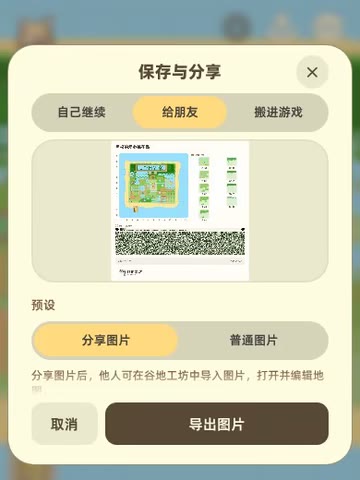 保存与分享
自己继续
给朋友
搬进游戏
预设
分享图片
普通图片
分享图片后，他人可在谷地工坊中导入图片，打开并编辑地
图。
取消
导出图片